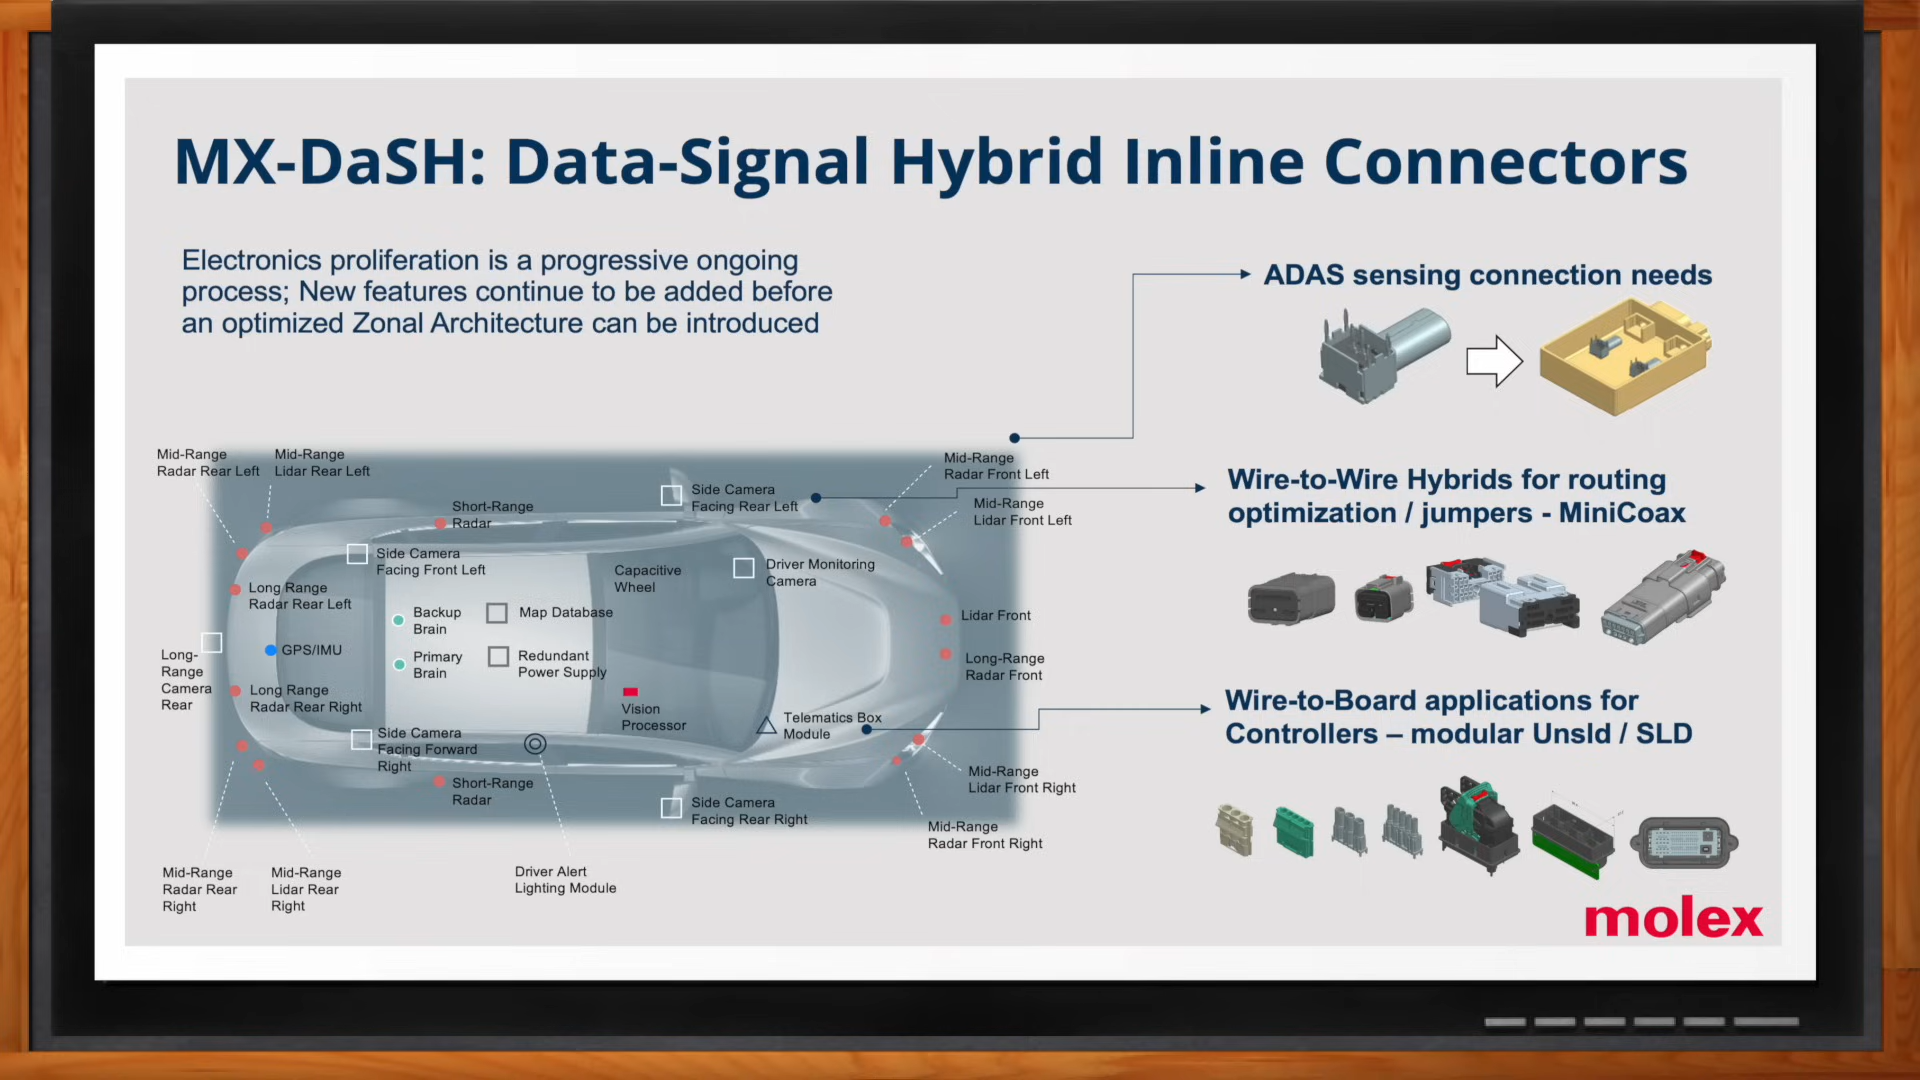 MX-DaSH: Data-Signal Hybrid Inline Connectors
Electronics proliferation is a progressive ongoing
process; New features continue to be added before
an optimized Zonal Architecture can be introduced
ADAS sensing connection needs
Wire-to-Wire Hybrids for routing
optimization / jumpers - MiniCoax
Wire-to-Board applications for
Controllers – modular Unsld / SLD
Mid-Range
Radar Rear Left
Mid-Range
Lidar Rear Left
Short-Range
Radar
Side Camera
Facing Rear Left
Mid-Range
Radar Front Left
Mid-Range
Lidar Front Left
Side Camera
Facing Front Left
Capacitive
Wheel
Driver Monitoring
Camera
Long Range
Radar Rear Left
Backup
Brain
Map Database
Lidar Front
Long-
Range
Camera
Rear
GPS/IMU
Primary
Brain
Redundant
Power Supply
Long-Range
Radar Front
Long Range
Radar Rear Right
Vision
Processor
Telematics Box
Module
Side Camera
Facing Forward
Right
Short-Range
Radar
Side Camera
Facing Rear Right
Mid-Range
Lidar Front Right
Mid-Range
Radar Front Right
Mid-Range
Radar Rear
Right
Mid-Range
Lidar Rear
Right
Driver Alert
Lighting Module
molex